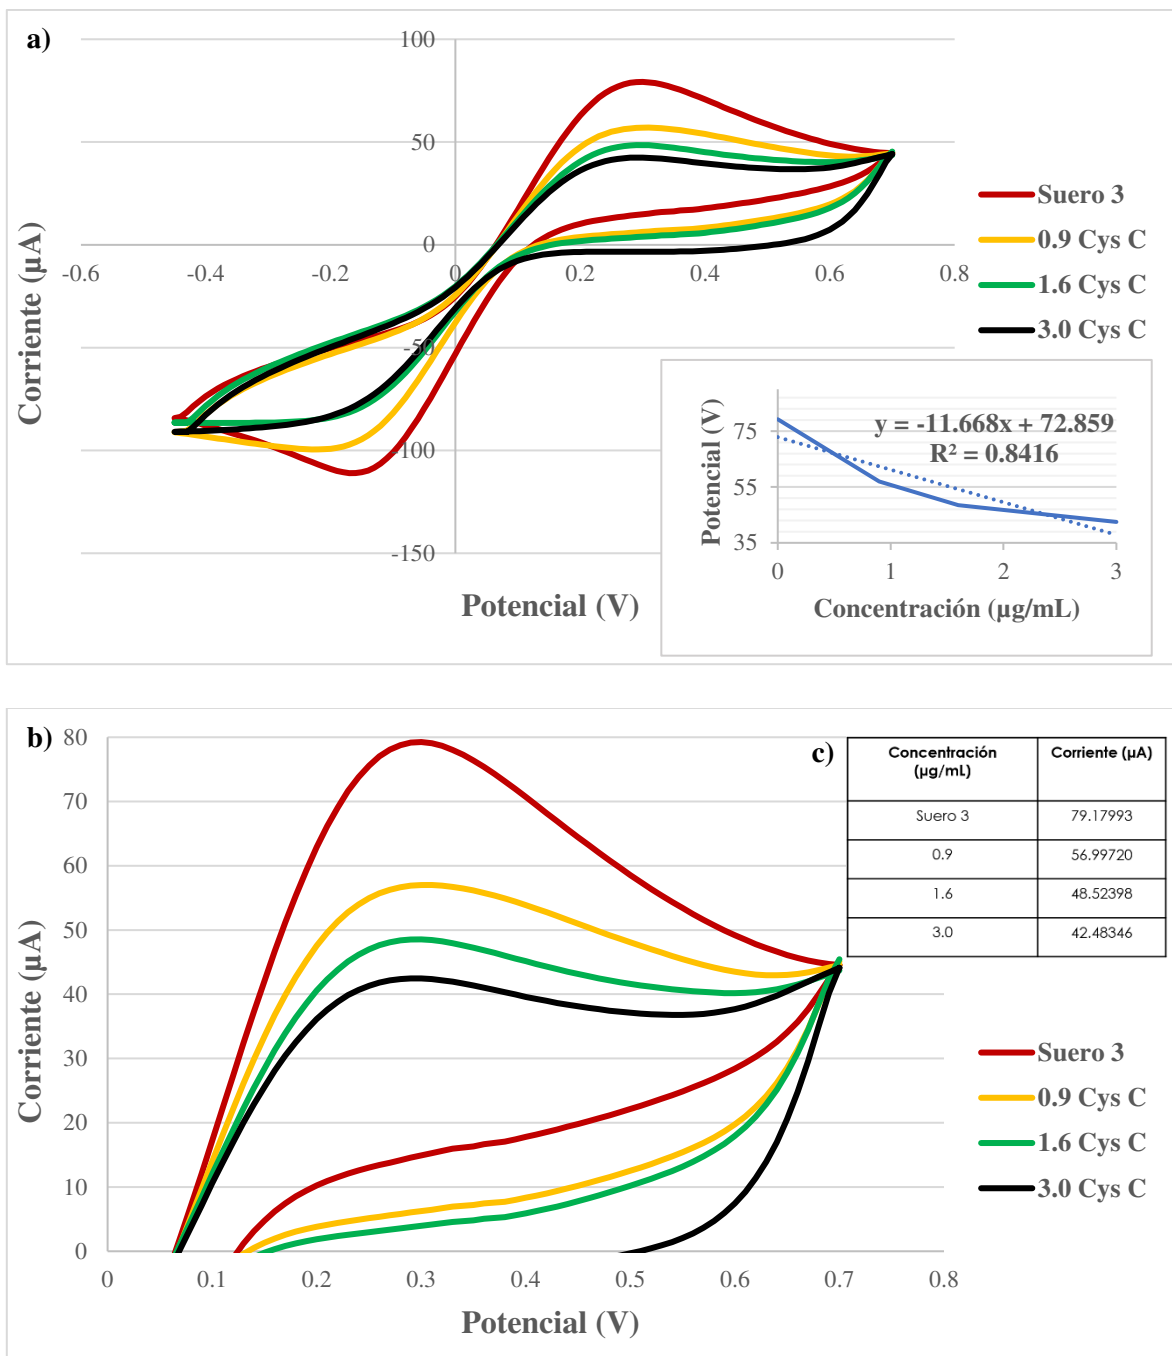 a)
100
50
0
-50
-100
-150
-0.6
-0.4
-0.2
0
0.2
0.4
0.6
0.8
Corriente (µA)
Potencial (V)
Suero 3
0.9 Cys C
1.6 Cys C
3.0 Cys C
y = -11.668x + 72.859
R² = 0.8416
75
55
35
0
1
2
3
Potencial (V)
Concentración (µg/mL)
b)
80
70
60
50
40
30
20
10
0
0
0.1
0.2
0.3
0.4
0.5
0.6
0.7
0.8
Corriente (µA)
Potencial (V)
c)
Concentración Corriente (µA)
(µg/mL)
Suero 3 79.17993
0.9 56.99720
1.6 48.52398
3.0 42.48346
Suero 3
0.9 Cys C
1.6 Cys C
3.0 Cys C